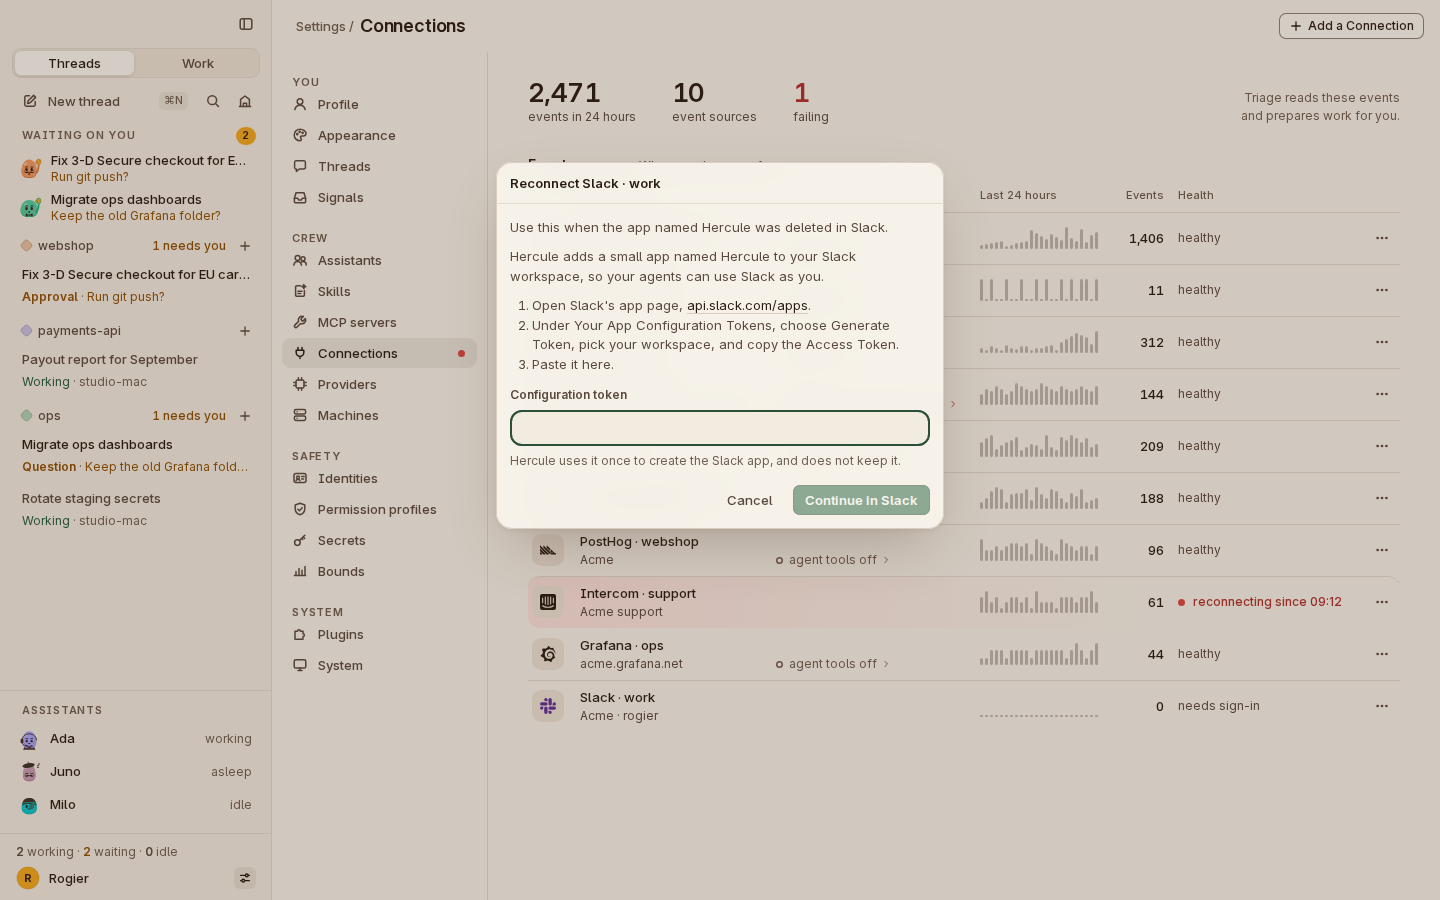 Threads
Work
New thread
⌘N
WAITING ON YOU
2
Fix 3-D Secure checkout for E…
Run git push?
Migrate ops dashboards
Keep the old Grafana folder?
webshop
1 needs you
Fix 3-D Secure checkout for EU car…
Approval · Run git push?
payments-api
Payout report for September
Working · studio-mac
ops
1 needs you
Migrate ops dashboards
Question · Keep the old Grafana fold…
Rotate staging secrets
Working · studio-mac
ASSISTANTS
Ada
working
Juno
asleep
Milo
idle
2 working · 2 waiting · 0 idle
R
Rogier
Settings /
Connections
Add a Connection
YOU
Profile
Appearance
Threads
Signals
CREW
Assistants
Skills
MCP servers
Connections
Providers
Machines
SAFETY
Identities
Permission profiles
Secrets
Bounds
SYSTEM
Plugins
System
2,471
events in 24 hours
10
event sources
1
failing
Triage reads these events
and prepares work for you.
Reconnect Slack · work
Use this when the app named Hercule was deleted in Slack.
Hercule adds a small app named Hercule to your Slack
workspace, so your agents can use Slack as you.
1. Open Slack's app page, api.slack.com/apps.
2. Under Your App Configuration Tokens, choose Generate
Token, pick your workspace, and copy the Access Token.
3. Paste it here.
Configuration token
Hercule uses it once to create the Slack app, and does not keep it.
Cancel
Continue in Slack
Last 24 hours
Events
Health
1,406
healthy
11
healthy
312
healthy
144
healthy
209
healthy
188
healthy
PostHog · webshop
Acme
agent tools off
96
healthy
Intercom · support
Acme support
61
reconnecting since 09:12
Grafana · ops
acme.grafana.net
agent tools off
44
healthy
Slack · work
Acme · rogier
0
needs sign-in